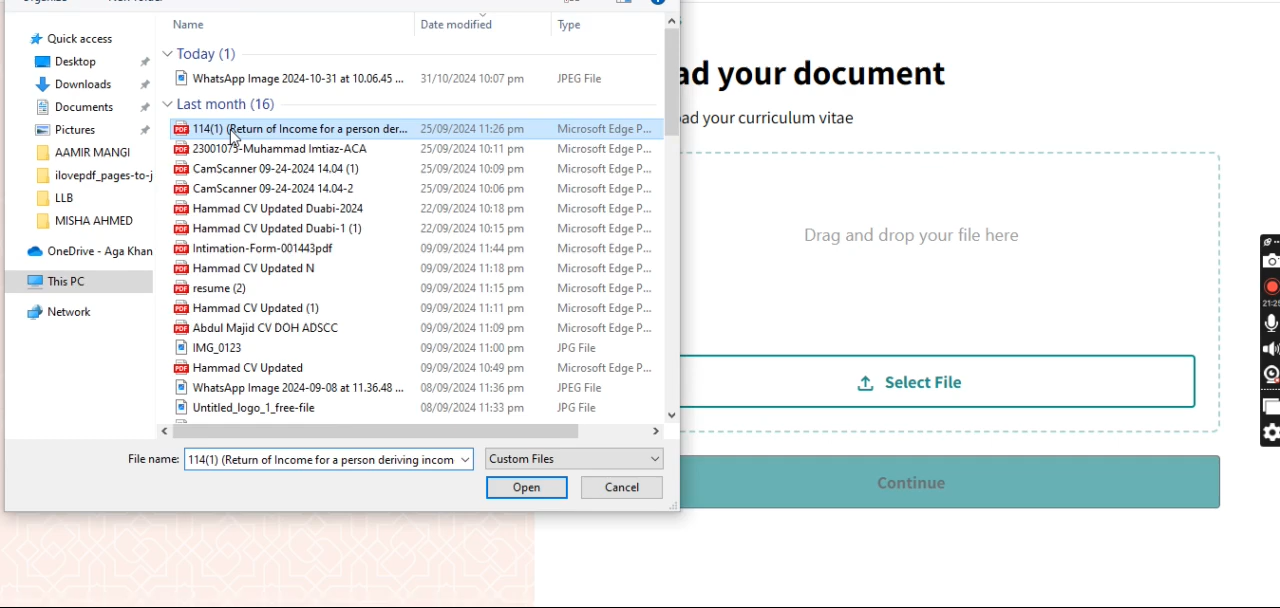 Name
Date modified
Type
Today (1)
WhatsApp Image 2024-10-31 at 10.06.45 ... 31/10/2024 10:07 pm JPEG File
Last month (16)
114(1) (Return of Income for a person der... 25/09/2024 11:26 pm Microsoft Edge P...
23001073-Muhammad Imtiaz-ACA 25/09/2024 10:11 pm Microsoft Edge P...
CamScanner 09-24-2024 14.04 (1) 25/09/2024 10:09 pm Microsoft Edge P...
CamScanner 09-24-2024 14.04-2 25/09/2024 10:06 pm Microsoft Edge P...
Hammad CV Updated Duabi-2024 22/09/2024 10:18 pm Microsoft Edge P...
Hammad CV Updated Duabi-1 (1) 22/09/2024 10:15 pm Microsoft Edge P...
Intimation-Form-001443pdf 09/09/2024 11:44 pm Microsoft Edge P...
Hammad CV Updated N 09/09/2024 11:18 pm Microsoft Edge P...
resume (2) 09/09/2024 11:15 pm Microsoft Edge P...
Hammad CV Updated (1) 09/09/2024 11:11 pm Microsoft Edge P...
Abdul Majid CV DOH ADSCC 09/09/2024 11:09 pm Microsoft Edge P...
IMG_0123 09/09/2024 11:00 pm JPG File
Hammad CV Updated 09/09/2024 10:49 pm Microsoft Edge P...
WhatsApp Image 2024-09-08 at 11.36.48 ... 08/09/2024 11:36 pm JPEG File
Untitled_logo_1_free-file 08/09/2024 11:33 pm JPG File
Quick access
Desktop
Downloads
Documents
Pictures
AAMIR MANGI
ilovepdf_pages-to-j
LLB
MISHA AHMED
OneDrive - Aga Khan
This PC
Network
File name: 114(1) (Return of Income for a person deriving incom
Custom Files
Open
Cancel
ad your document
oad your curriculum vitae
Drag and drop your file here
Select File
Continue